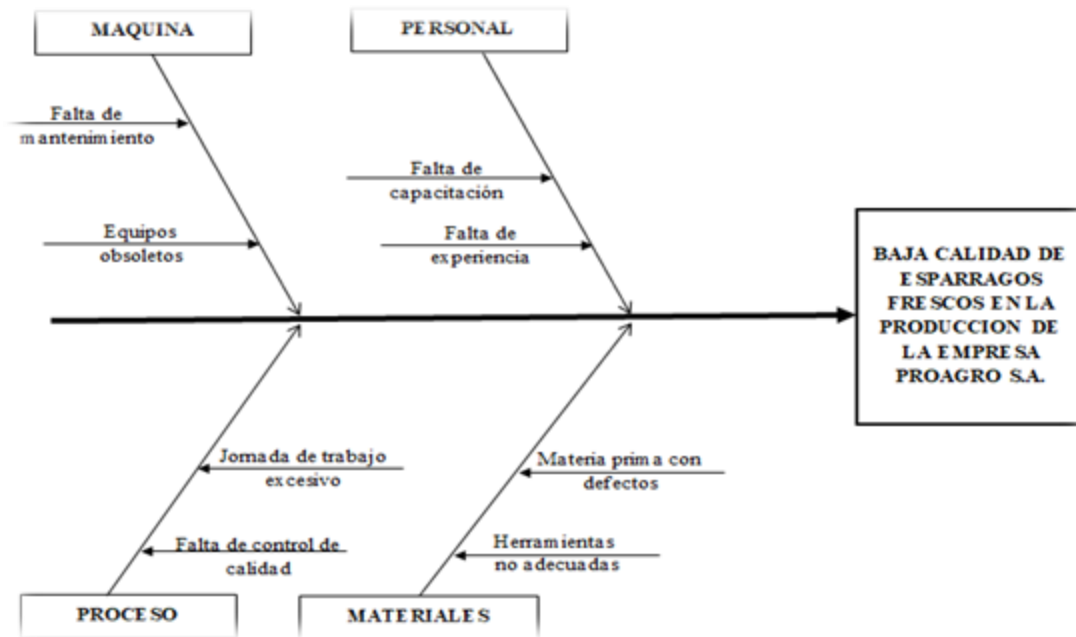 MAQUINA
PERSONAL
Falta de
mantenimiento
Falta de
capacitación
Equipos
obsoletos
Falta de
experiencia
BAJA CALIDAD DE
ESPARRAGOS
FRESCOS EN LA
PRODUCCION DE
LA EMPRESA
PROAGRO S.A.
Jornada de trabajo
excesivo
Materia prima con
defectos
Falta de control de
calidad
Herramientas
no adecuadas
PROCESO
MATERIALES